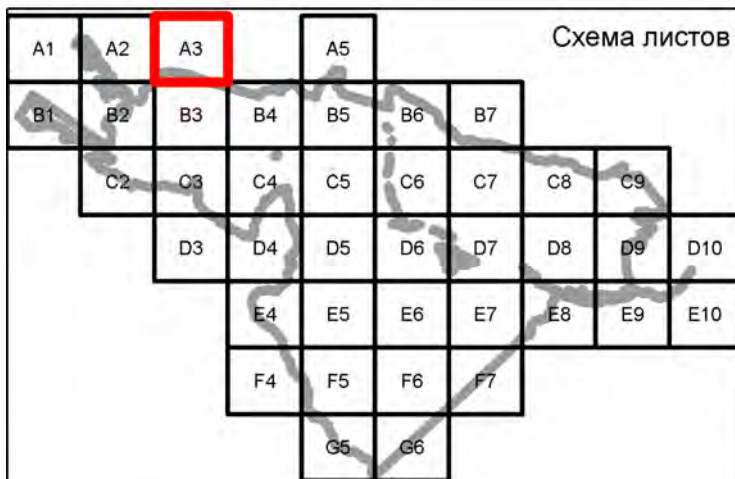 Схема листов
A1 A2 A3 A5
B1 B2 B3 B4 B5 B6 B7
C2 C3 C4 C5 C6 C7 C8 C9
D3 D4 D5 D6 D7 D8 D9 D10
E4 E5 E6 E7 E8 E9 E10
F4 F5 F6 F7
G5 G6